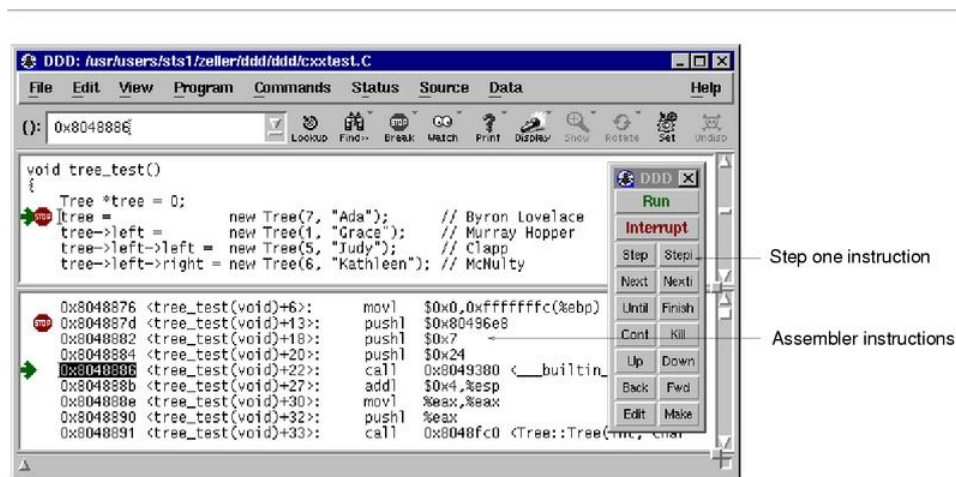 DDD: /usr/users/sts1/zeller/ddd/ddd/cxxtest.C
File Edit View Program Commands Status Source Data Help
(): 0x8048886
Lookup Find>> Break Watch Print Display Show Rotate Set Undisp
void tree_test()
{
Tree *tree = 0;
STOP tree = new Tree(7, "Ada"); // Byron Lovelace
tree->left = new Tree(1, "Grace"); // Murray Hopper
tree->left->left = new Tree(5, "Judy"); // Clapp
tree->left->right = new Tree(6, "Kathleen"); // McNulty
0x8048876 <tree_test(void)+6>: movl $0x0,0xfffffffc(%ebp)
STOP 0x804887d <tree_test(void)+13>: pushl $0x80496e8
0x8048882 <tree_test(void)+18>: pushl $0x7
0x8048884 <tree_test(void)+20>: pushl $0x24
0x8048886 <tree_test(void)+22>: call 0x8049380 <___builtin_
0x804888b <tree_test(void)+27>: addl $0x4,%esp
0x804888e <tree_test(void)+30>: movl %eax,%eax
0x8048890 <tree_test(void)+32>: pushl %eax
0x8048891 <tree_test(void)+33>: call 0x8048fc0 <Tree::Tree(int, char
DDD
Run
Interrupt
Step Stepi
Next Nexti
Until Finish
Cont Kill
Up Down
Back Fwd
Edit Make
Step one instruction
Assembler instructions